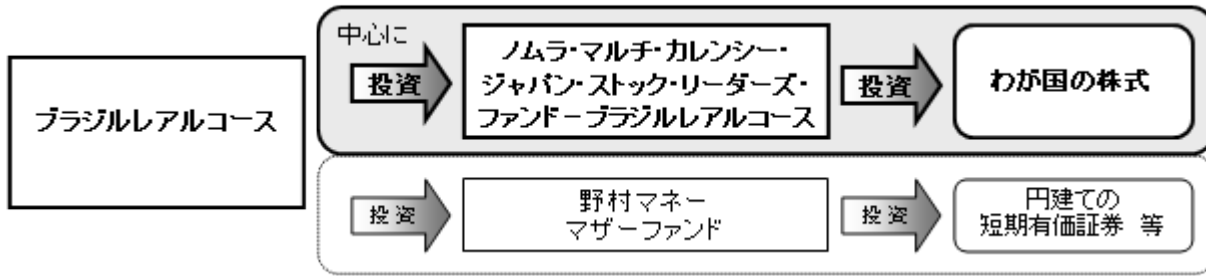 ブラジルレアルコース
中心に
投資
ノムラ・マルチ・カレンシー・
ジャパン・ストック・リーダーズ・
ファンド－ブラジルレアルコース
投資
わが国の株式
投資
野村マネー
マザーファンド
投資
円建ての
短期有価証券 等